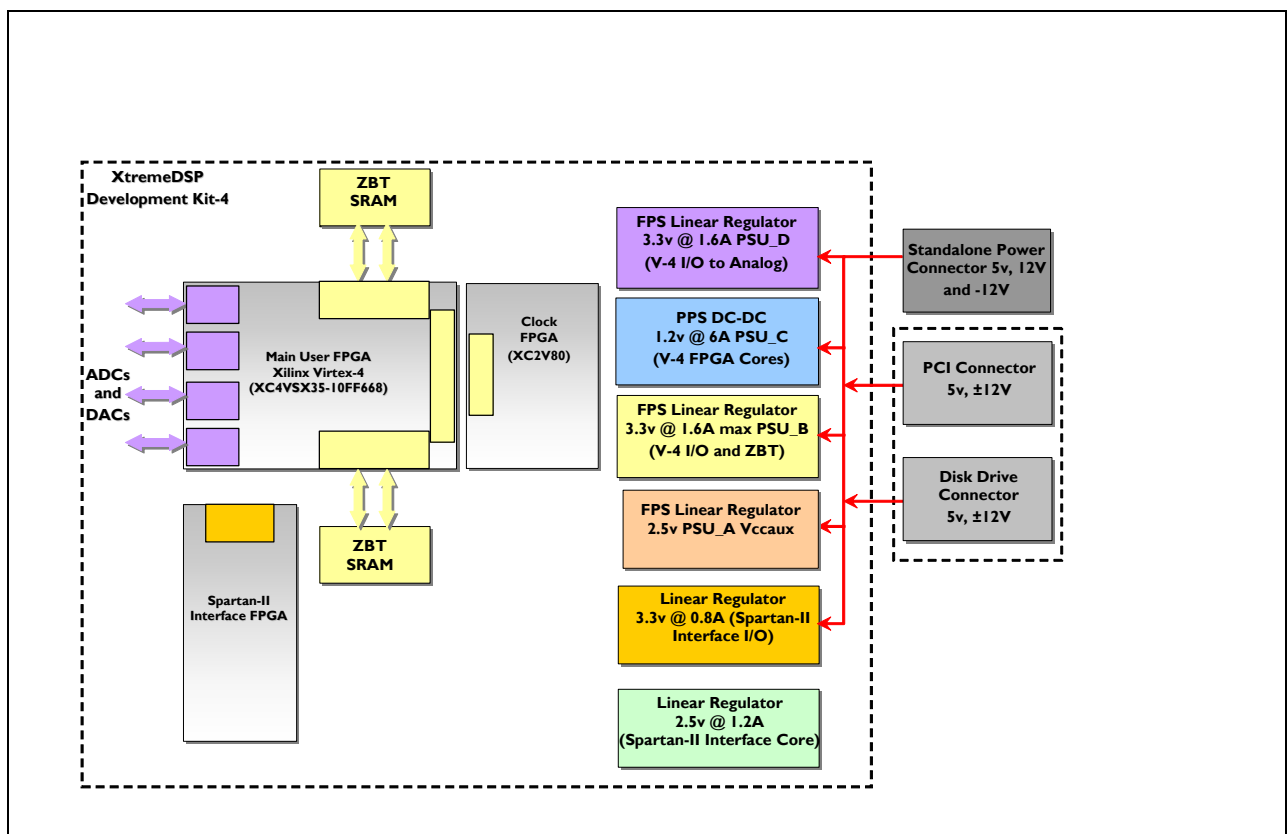 XtremeDSP
Development Kit-4
ZBT
SRAM
ADCs
and
DACs
Main User FPGA
Xilinx Virtex-4
(XC4VSX35-10FF668)
Clock
FPGA
(XC2V80)
ZBT
SRAM
Spartan-II
Interface FPGA
FPS Linear Regulator
3.3v @ 1.6A PSU_D
(V-4 I/O to Analog)
PPS DC-DC
1.2v @ 6A PSU_C
(V-4 FPGA Cores)
FPS Linear Regulator
3.3v @ 1.6A max PSU_B
(V-4 I/O and ZBT)
FPS Linear Regulator
2.5v PSU_A Vccaux
Linear Regulator
3.3v @ 0.8A (Spartan-II
Interface I/O)
Linear Regulator
2.5v @ 1.2A
(Spartan-II Interface Core)
Standalone Power
Connector 5v, 12V
and -12V
PCI Connector
5v, ±12V
Disk Drive
Connector
5v, ±12V